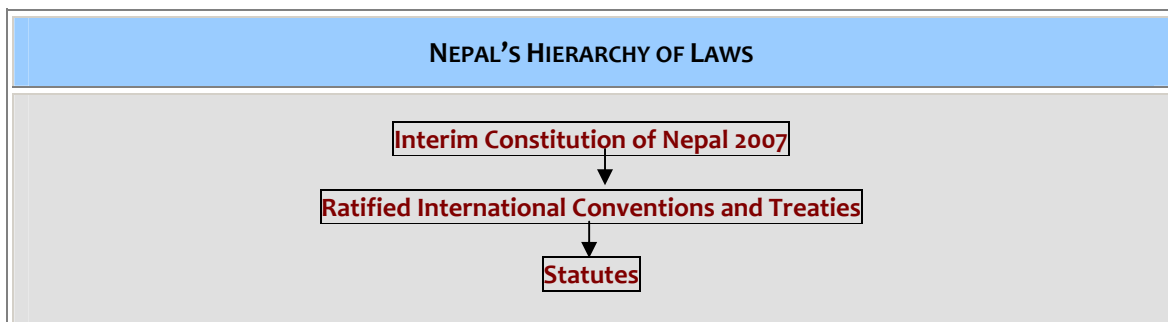 NEPAL'S HIERARCHY OF LAWS
Interim Constitution of Nepal 2007
Ratified International Conventions and Treaties
Statutes